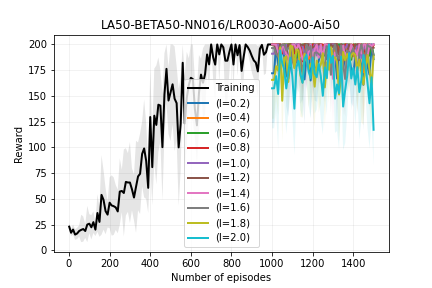 LA50-BETA50-NN016/LR0030-Ao00-Ai50
Reward
200
175
150
125
100
75
50
25
0
Training
(l=0.2)
(l=0.4)
(l=0.6)
(l=0.8)
(l=1.0)
(l=1.2)
(l=1.4)
(l=1.6)
(l=1.8)
(l=2.0)
0 200 400 600 800 1000 1200 1400
Number of episodes